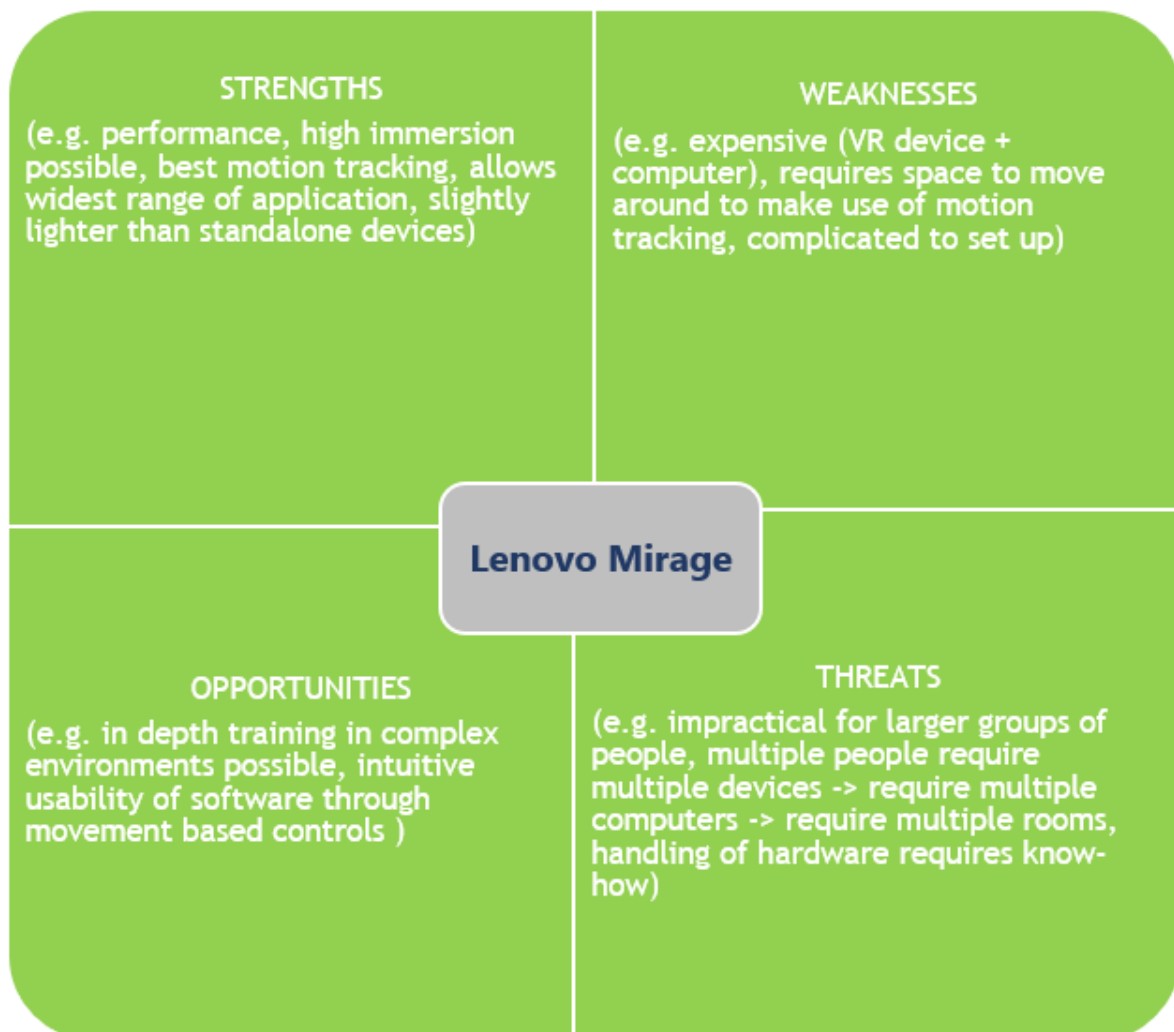 STRENGTHS
(e.g. performance, high immersion
possible, best motion tracking, allows
widest range of application, slightly
lighter than standalone devices)
WEAKNESSES
(e.g. expensive (VR device +
computer), requires space to move
around to make use of motion
tracking, complicated to set up)
Lenovo Mirage
OPPORTUNITIES
(e.g. in depth training in complex
environments possible, intuitive
usability of software through
movement based controls )
THREATS
(e.g. impractical for larger groups of
people, multiple people require
multiple devices -> require multiple
computers -> require multiple rooms,
handling of hardware requires know-
how)